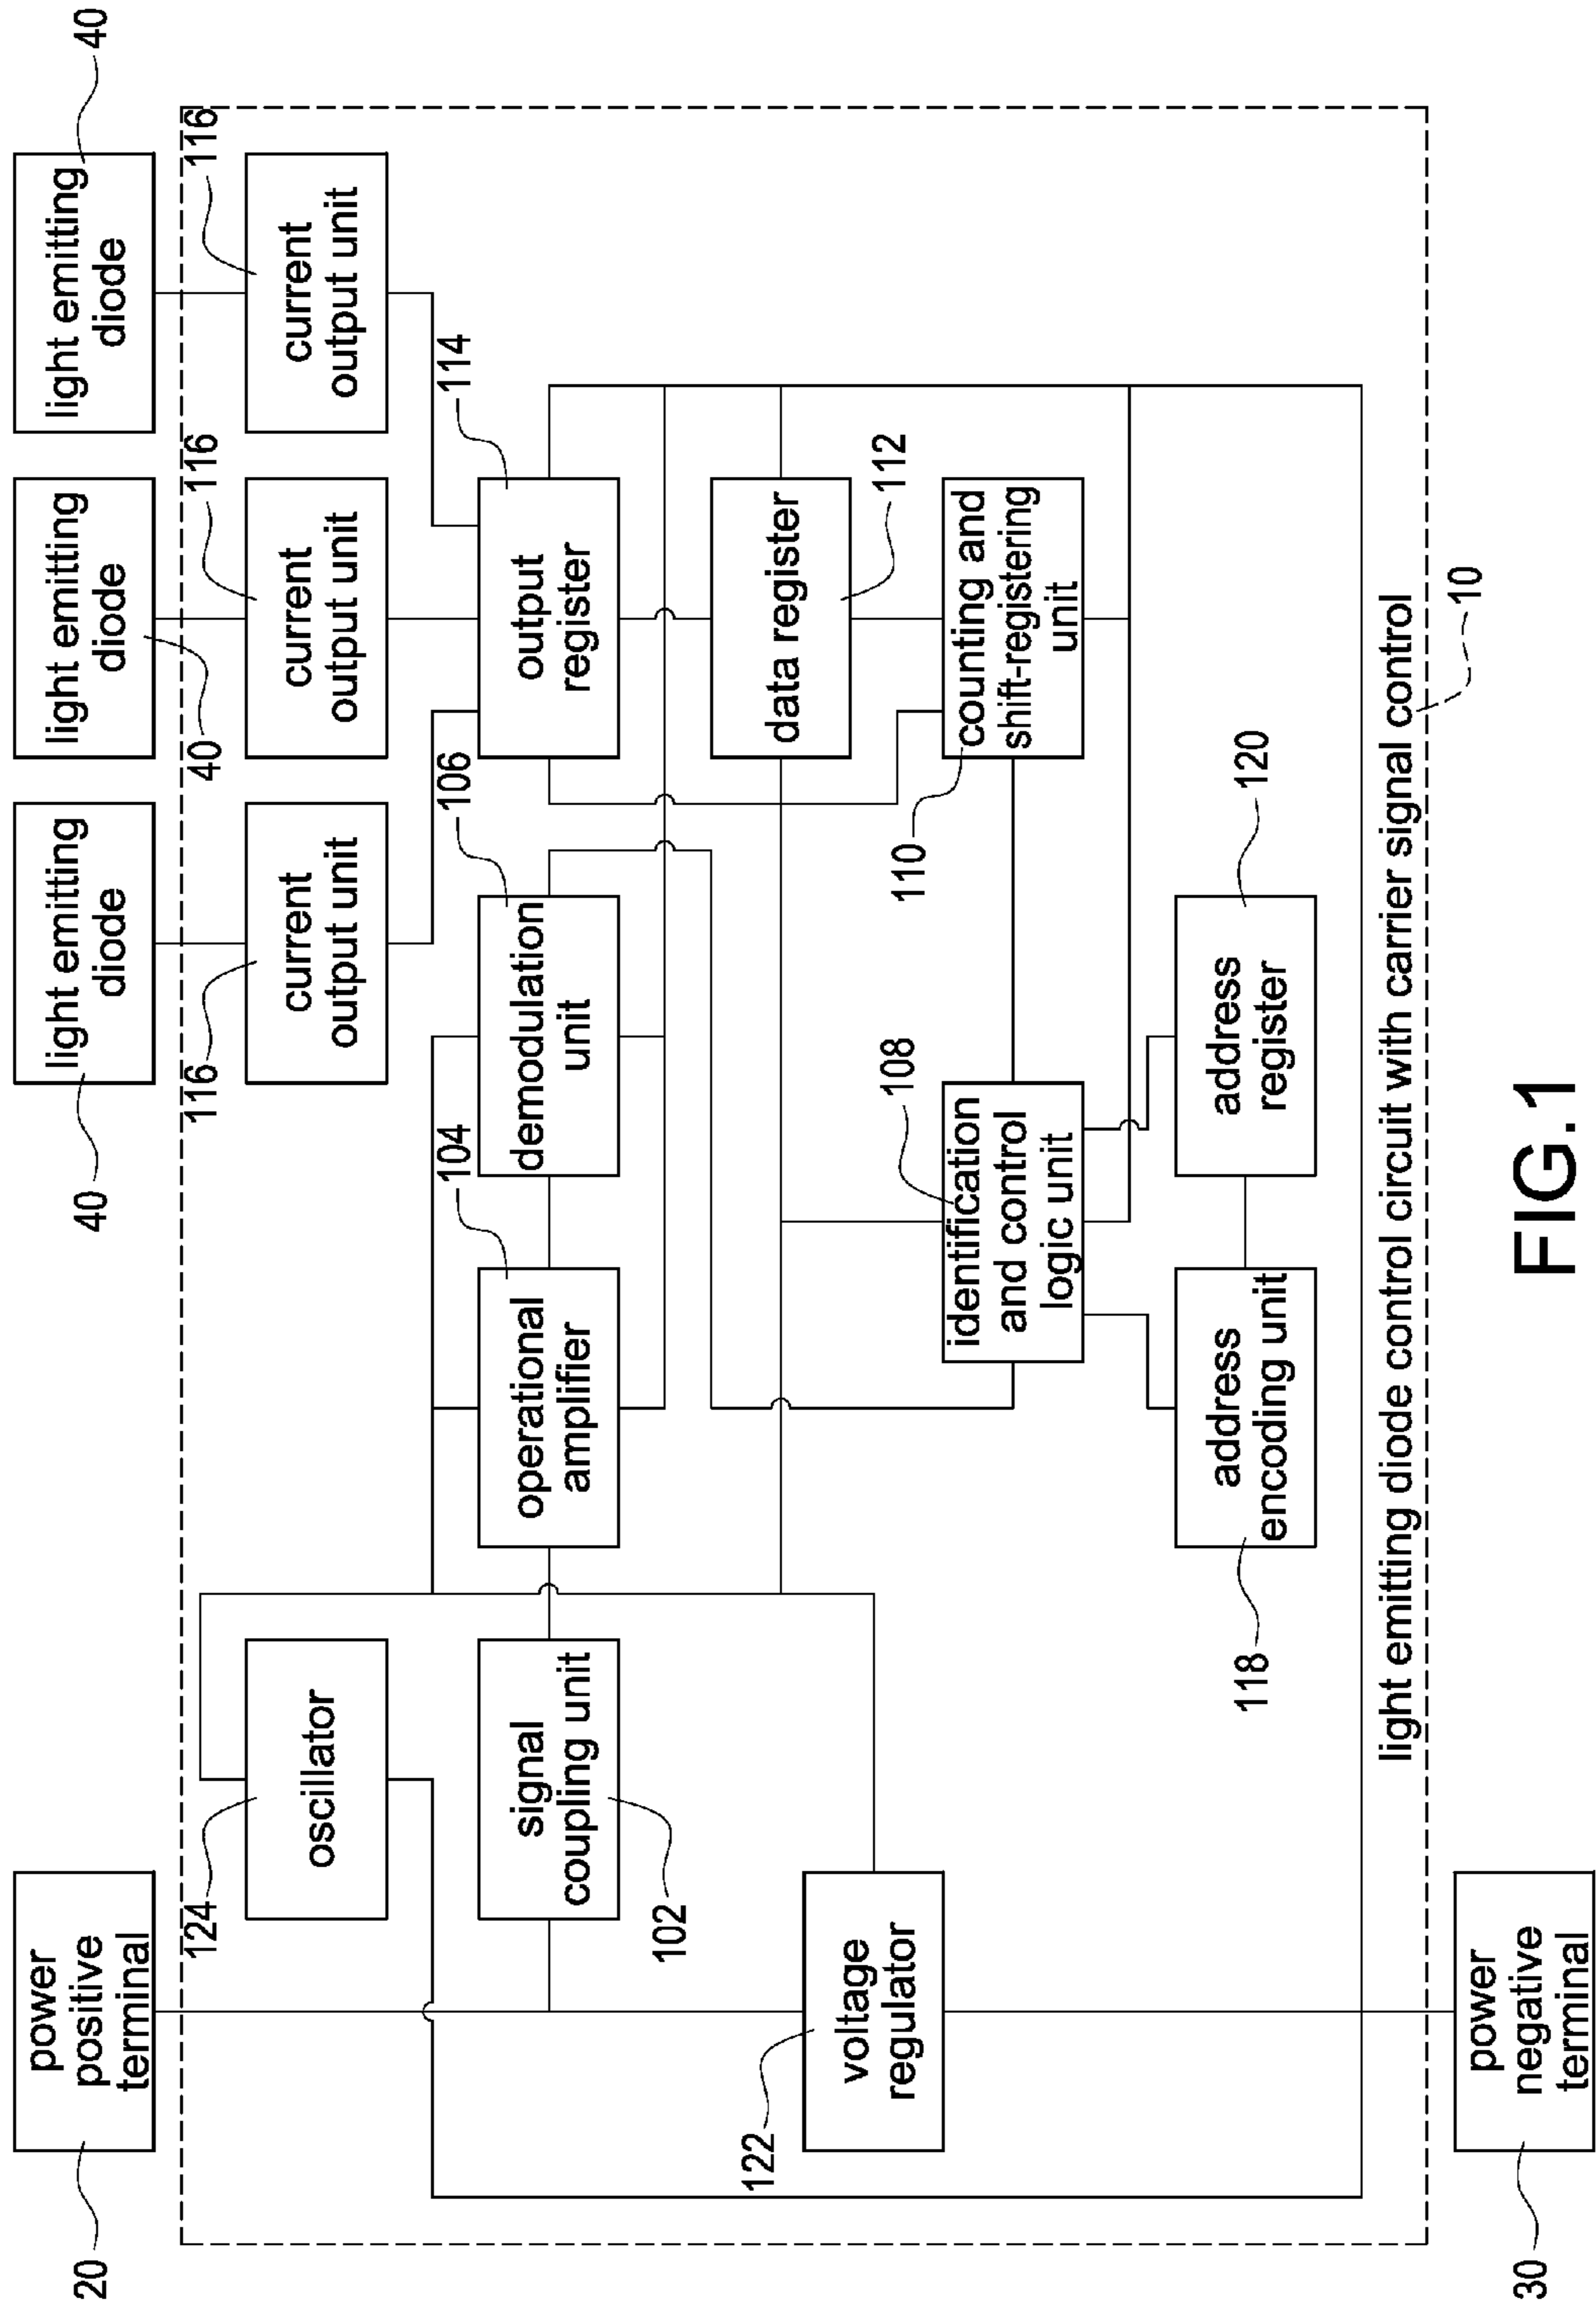 power
positive
terminal
20
light emitting
diode
40
light emitting
diode
40
light emitting
diode
40
124
oscillator
116
current
output unit
116
current
output unit
116
current
output unit
signal
coupling unit
102
104
operational
amplifier
106
demodulation
unit
114
output
register
122
voltage
regulator
data register
112
108
identification
and control
logic unit
110
counting and
shift-registering
unit
118
address
encoding unit
address
register
120
light emitting diode control circuit with carrier signal control
10
power
negative
terminal
30
FIG.1